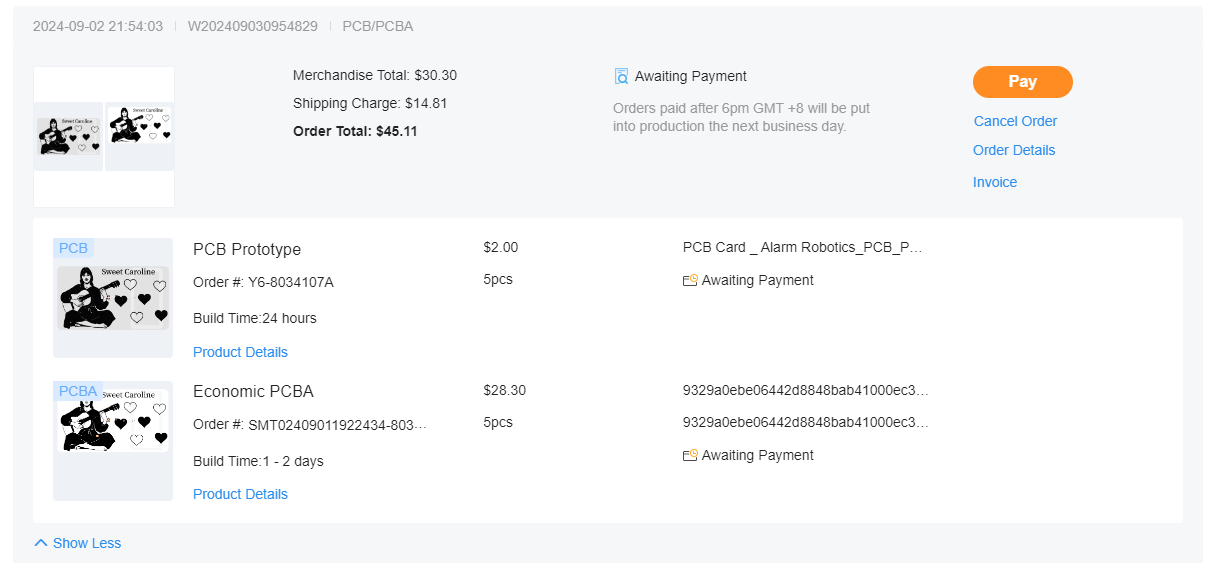 2024-09-02 21:54:03 | W202409030954829 | PCB/PCBA
Sweet Caroline
Sweet Caroline
Merchandise Total: $30.30
Shipping Charge: $14.81
Order Total: $45.11
Awaiting Payment
Orders paid after 6pm GMT +8 will be put
into production the next business day.
Pay
Cancel Order
Order Details
Invoice
PCB
Sweet Caroline
PCB Prototype
Order #: Y6-8034107A
Build Time:24 hours
Product Details
$2.00
5pcs
PCB Card _ Alarm Robotics_PCB_P...
Awaiting Payment
PCBA
Sweet Caroline
Economic PCBA
Order #: SMT02409011922434-803...
Build Time:1 - 2 days
Product Details
$28.30
5pcs
9329a0ebe06442d8848bab41000ec3...
9329a0ebe06442d8848bab41000ec3...
Awaiting Payment
Show Less